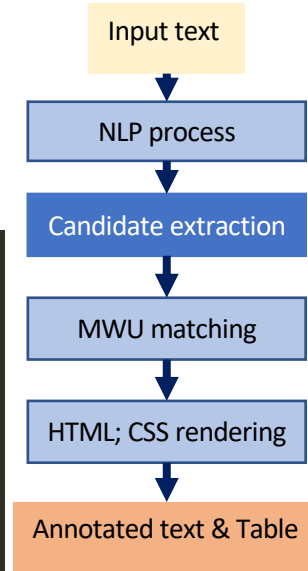 Input text
NLP process
Candidate extraction
MWU matching
HTML; CSS rendering
Annotated text & Table